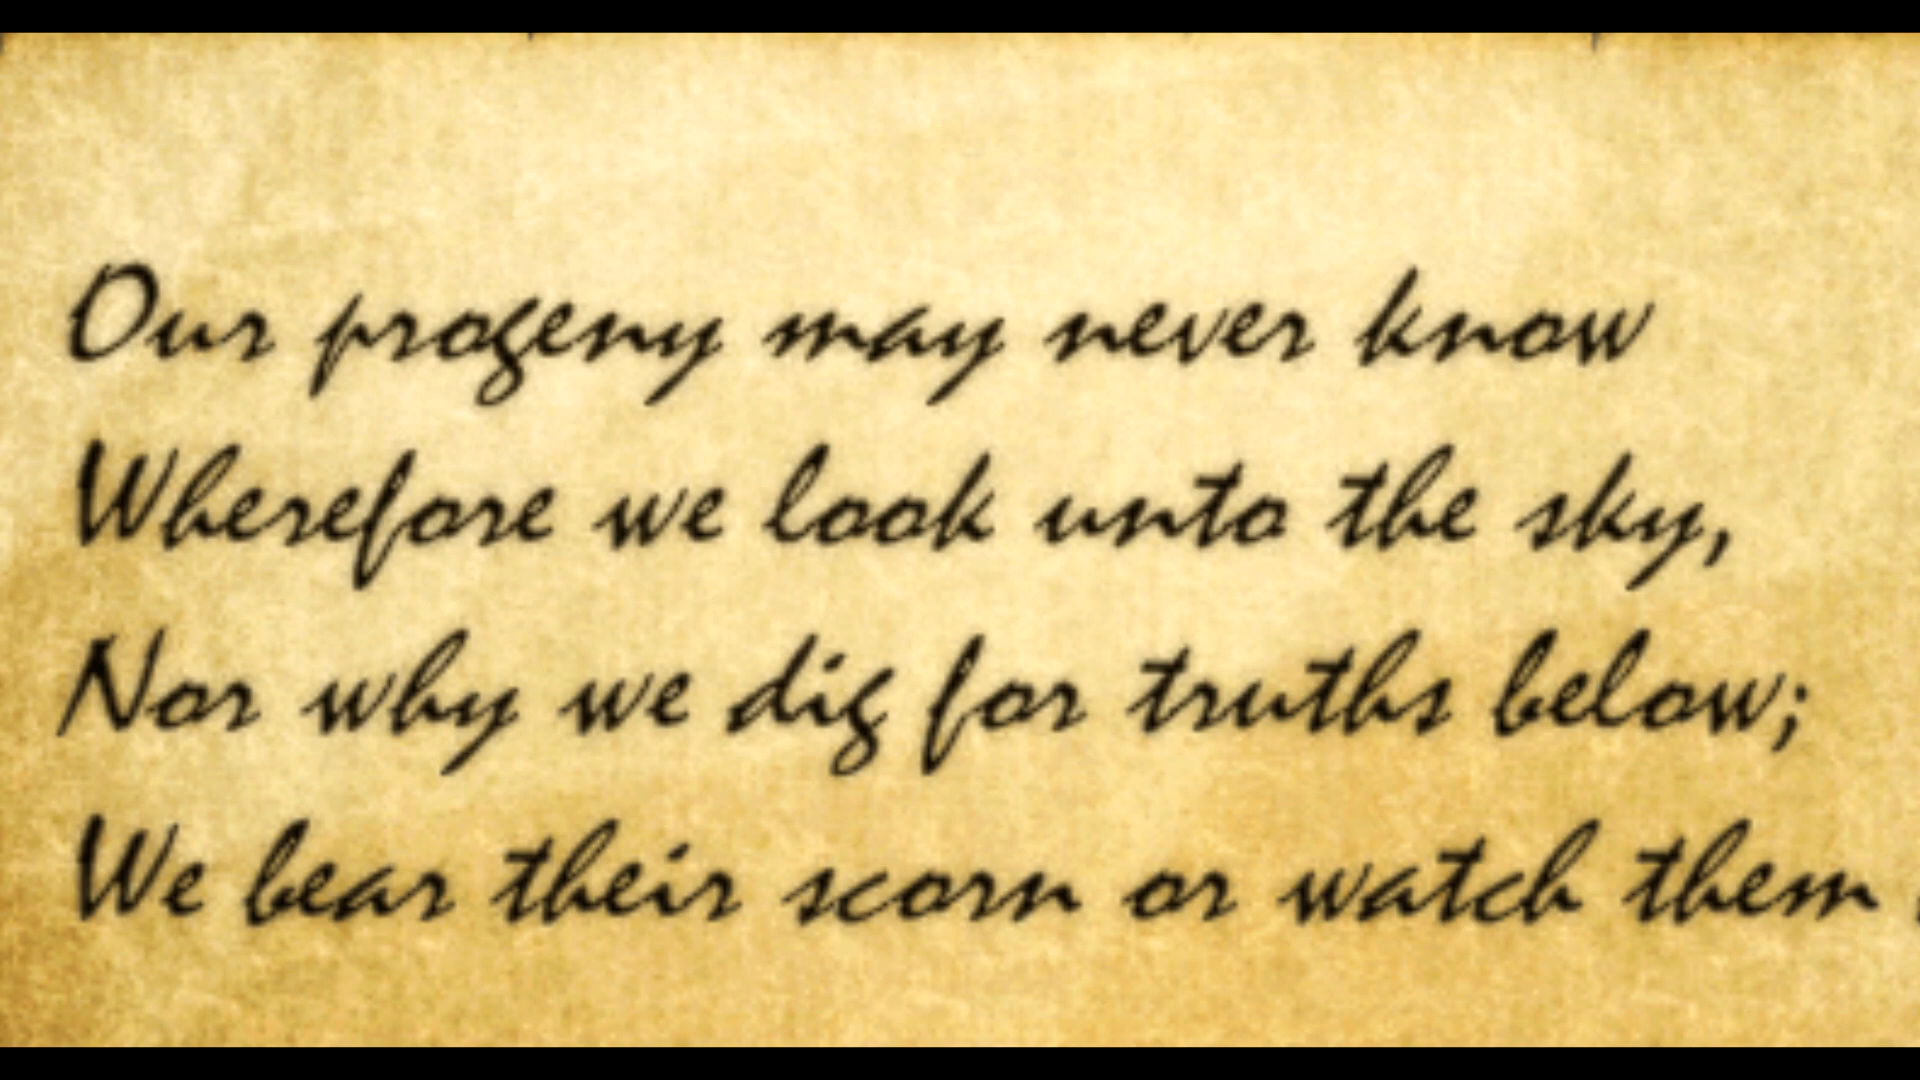 Our progeny may never know
Wherefore we look unto the sky,
Nor why we dig for truths below;
We bear their scorn or watch them